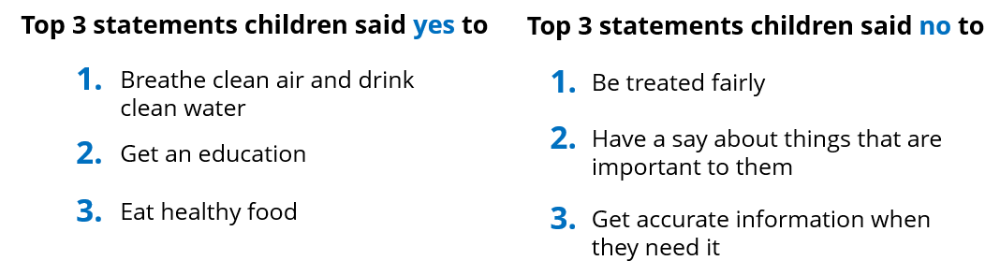 Top 3 statements children said yes to
1. Breathe clean air and drink
clean water
2. Get an education
3. Eat healthy food
Top 3 statements children said no to
1. Be treated fairly
2. Have a say about things that are
important to them
3. Get accurate information when
they need it